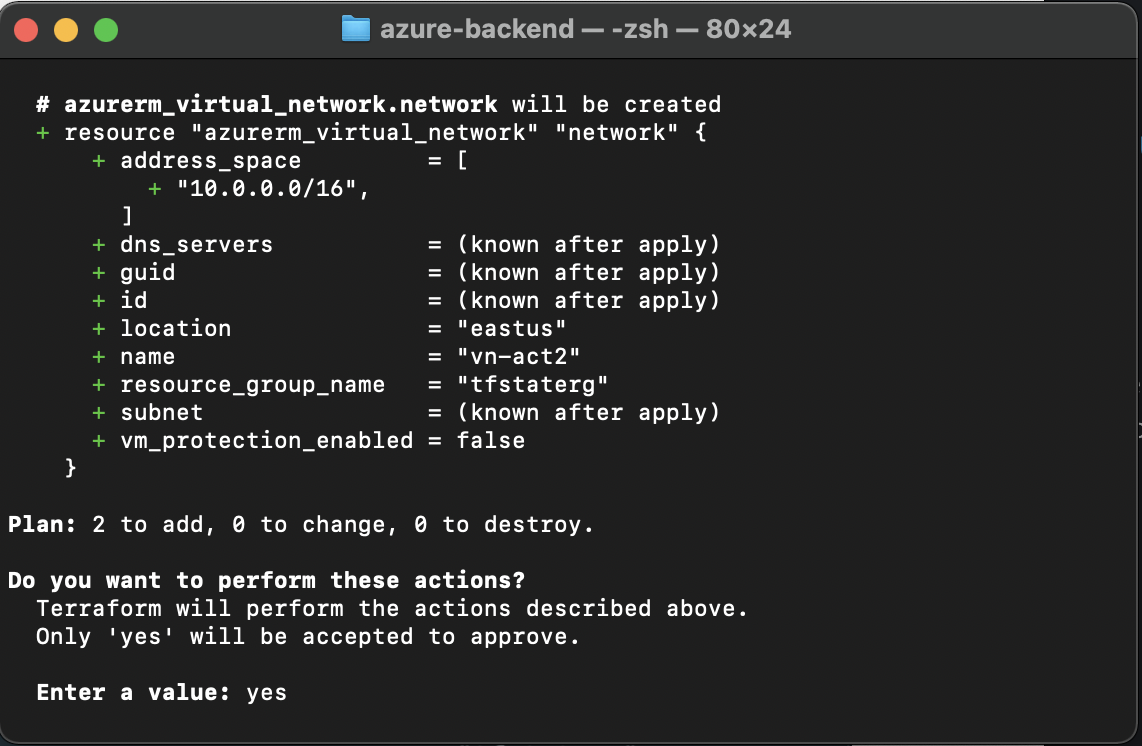 azure-backend — -zsh — 80×24
# azurerm_virtual_network.network will be created
+ resource "azurerm_virtual_network" "network" {
+ address_space = [
+ "10.0.0.0/16",
]
+ dns_servers = (known after apply)
+ guid = (known after apply)
+ id = (known after apply)
+ location = "eastus"
+ name = "vn-act2"
+ resource_group_name = "tfstaterg"
+ subnet = (known after apply)
+ vm_protection_enabled = false
}
Plan: 2 to add, 0 to change, 0 to destroy.
Do you want to perform these actions?
Terraform will perform the actions described above.
Only 'yes' will be accepted to approve.
Enter a value: yes